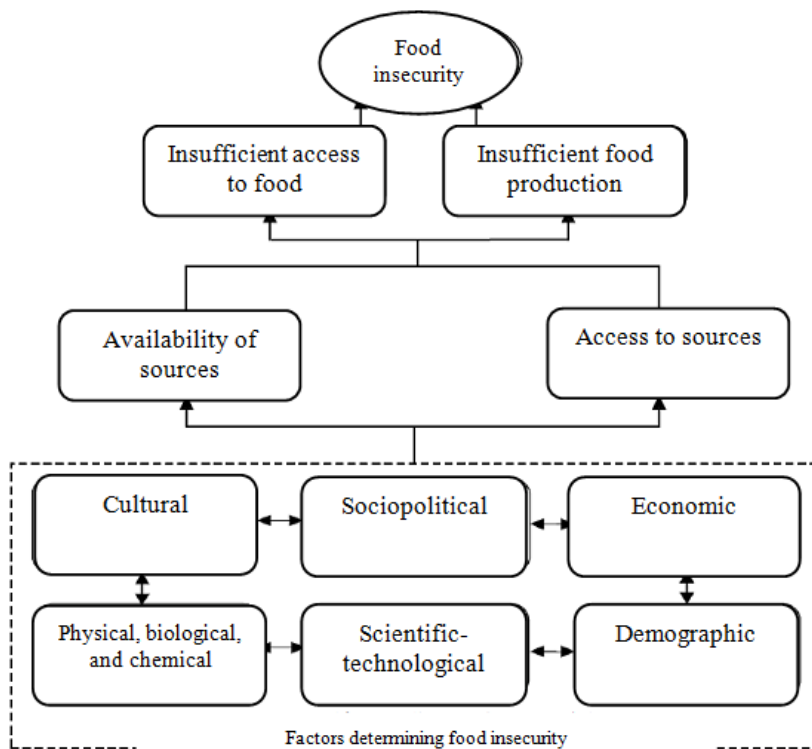 Food
insecurity
Insufficient access
to food
Insufficient food
production
Availability of
sources
Access to sources
Cultural
Sociopolitical
Economic
Physical, biological,
and chemical
Scientific-
technological
Demographic
Factors determining food insecurity